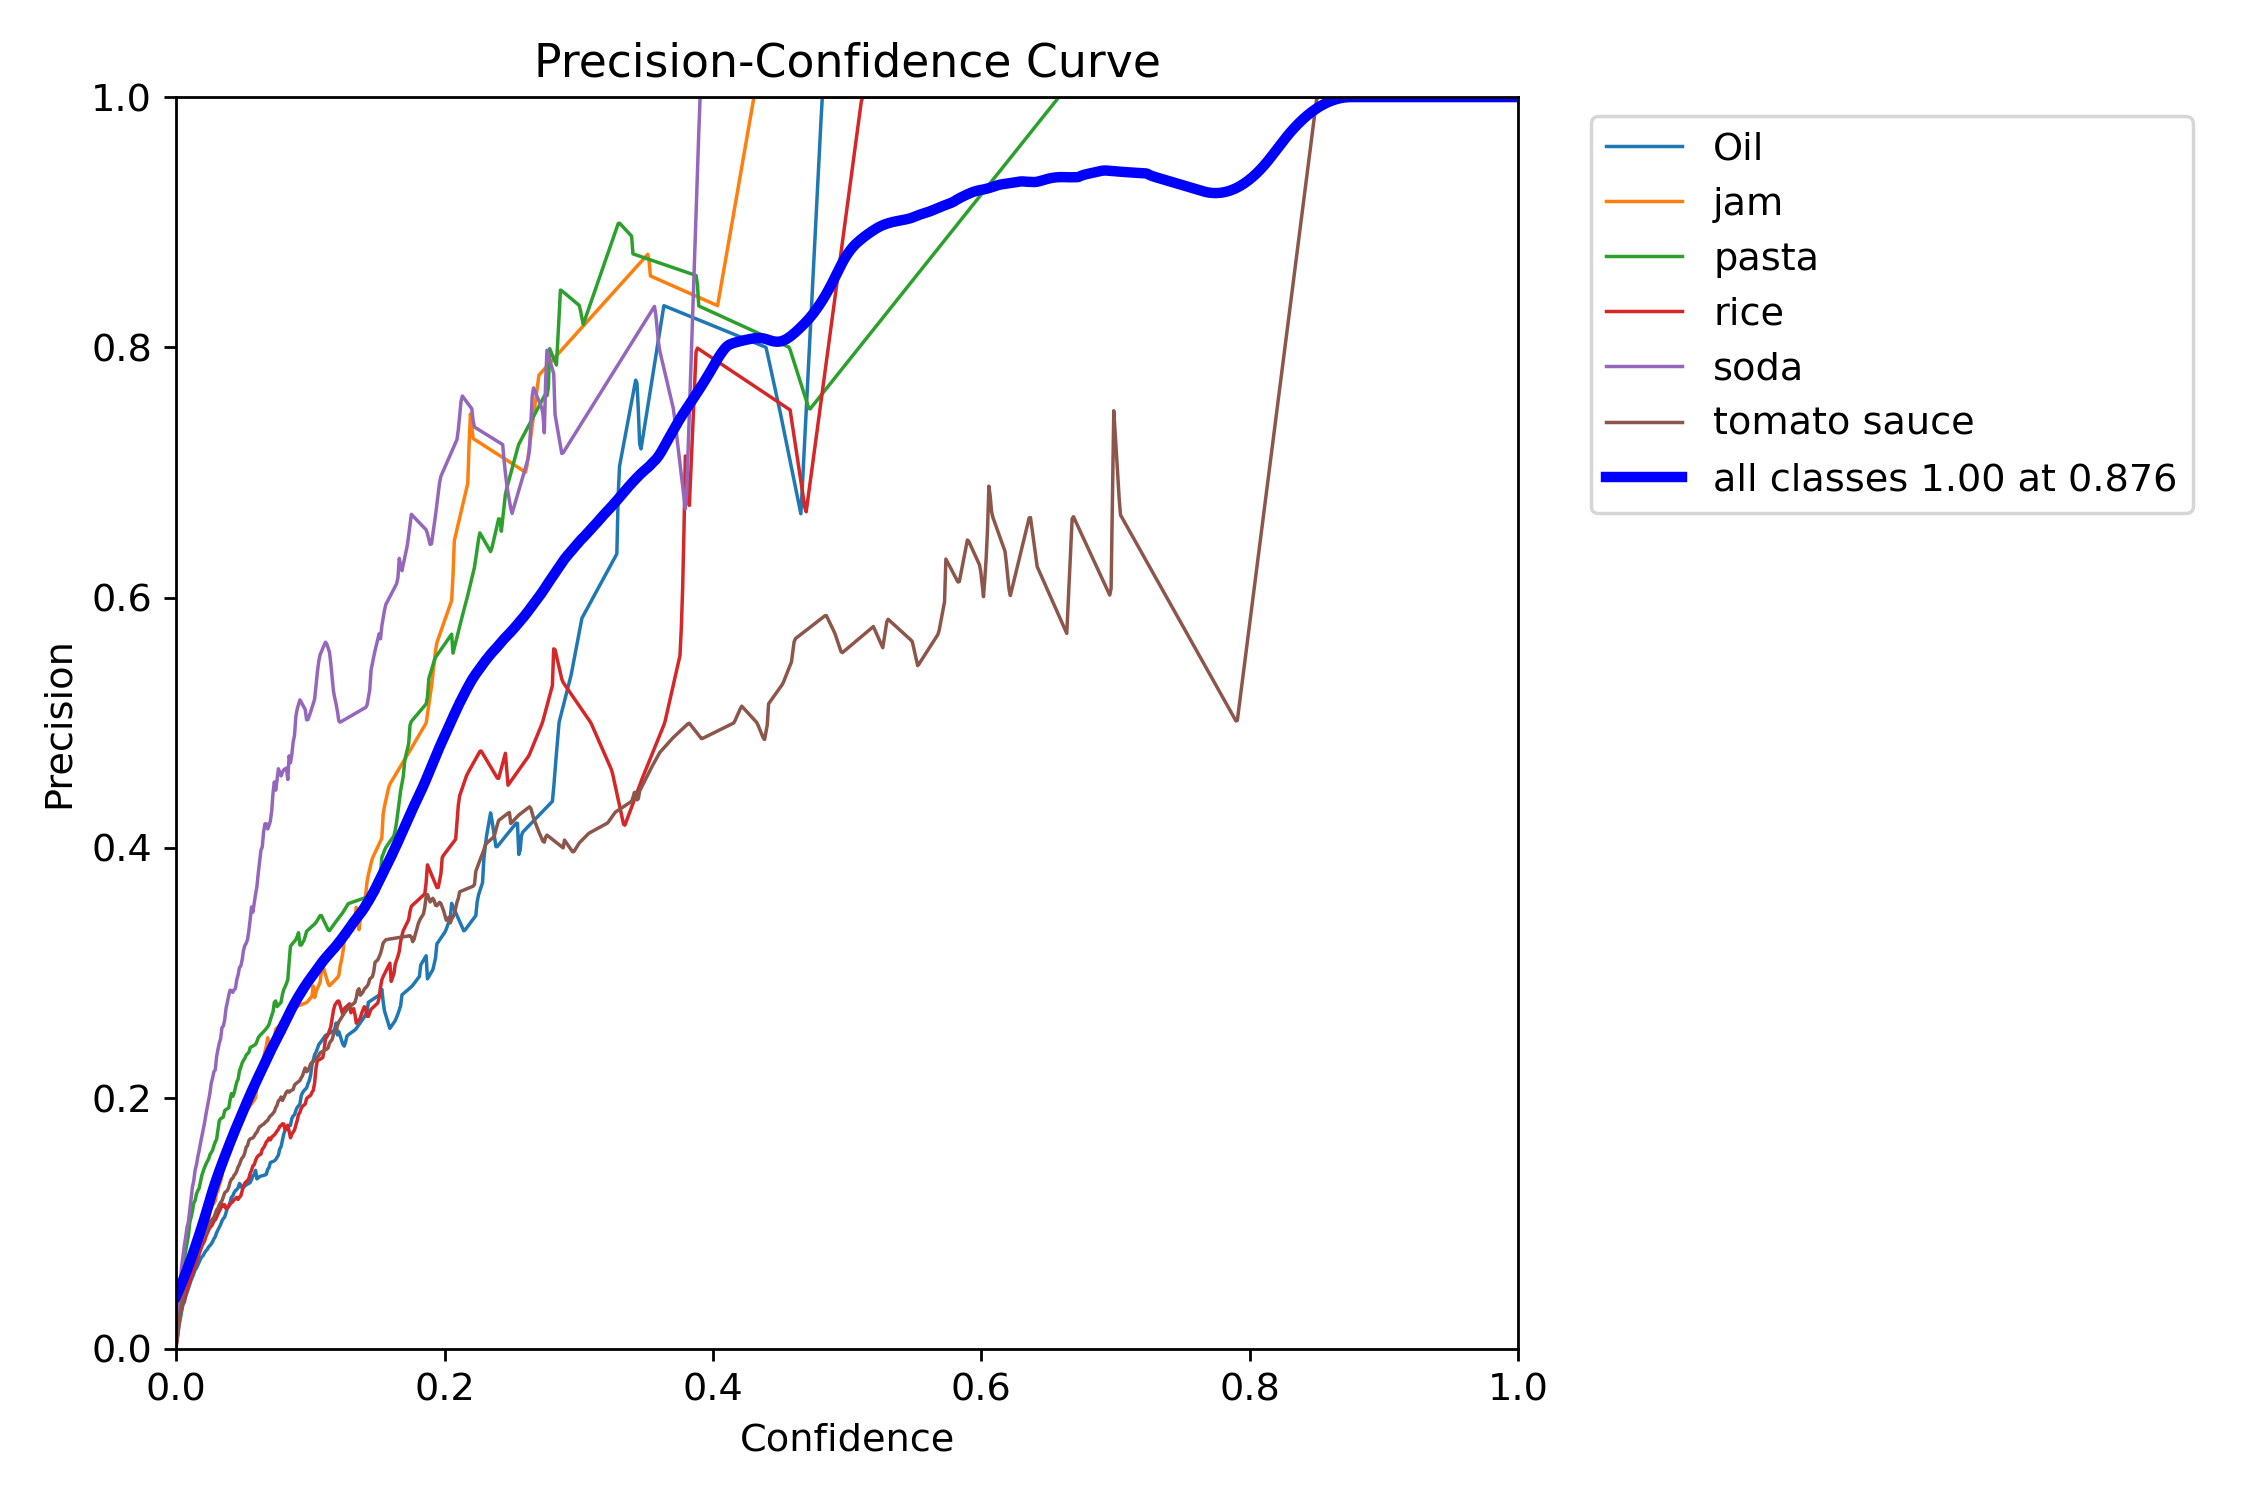 Precision-Confidence Curve
1.0
0.8
0.6
0.4
0.2
0.0
Precision
0.0 0.2 0.4 0.6 0.8 1.0
Confidence
Oil
jam
pasta
rice
soda
tomato sauce
all classes 1.00 at 0.876